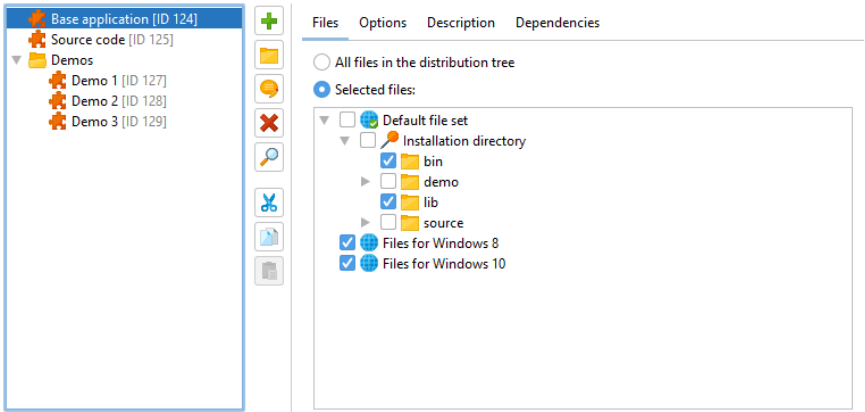 Base application [ID 124]
Source code [ID 125]
Demos
Demo 1 [ID 127]
Demo 2 [ID 128]
Demo 3 [ID 129]
Files Options Description Dependencies
All files in the distribution tree
Selected files:
Default file set
Installation directory
bin
demo
lib
source
Files for Windows 8
Files for Windows 10